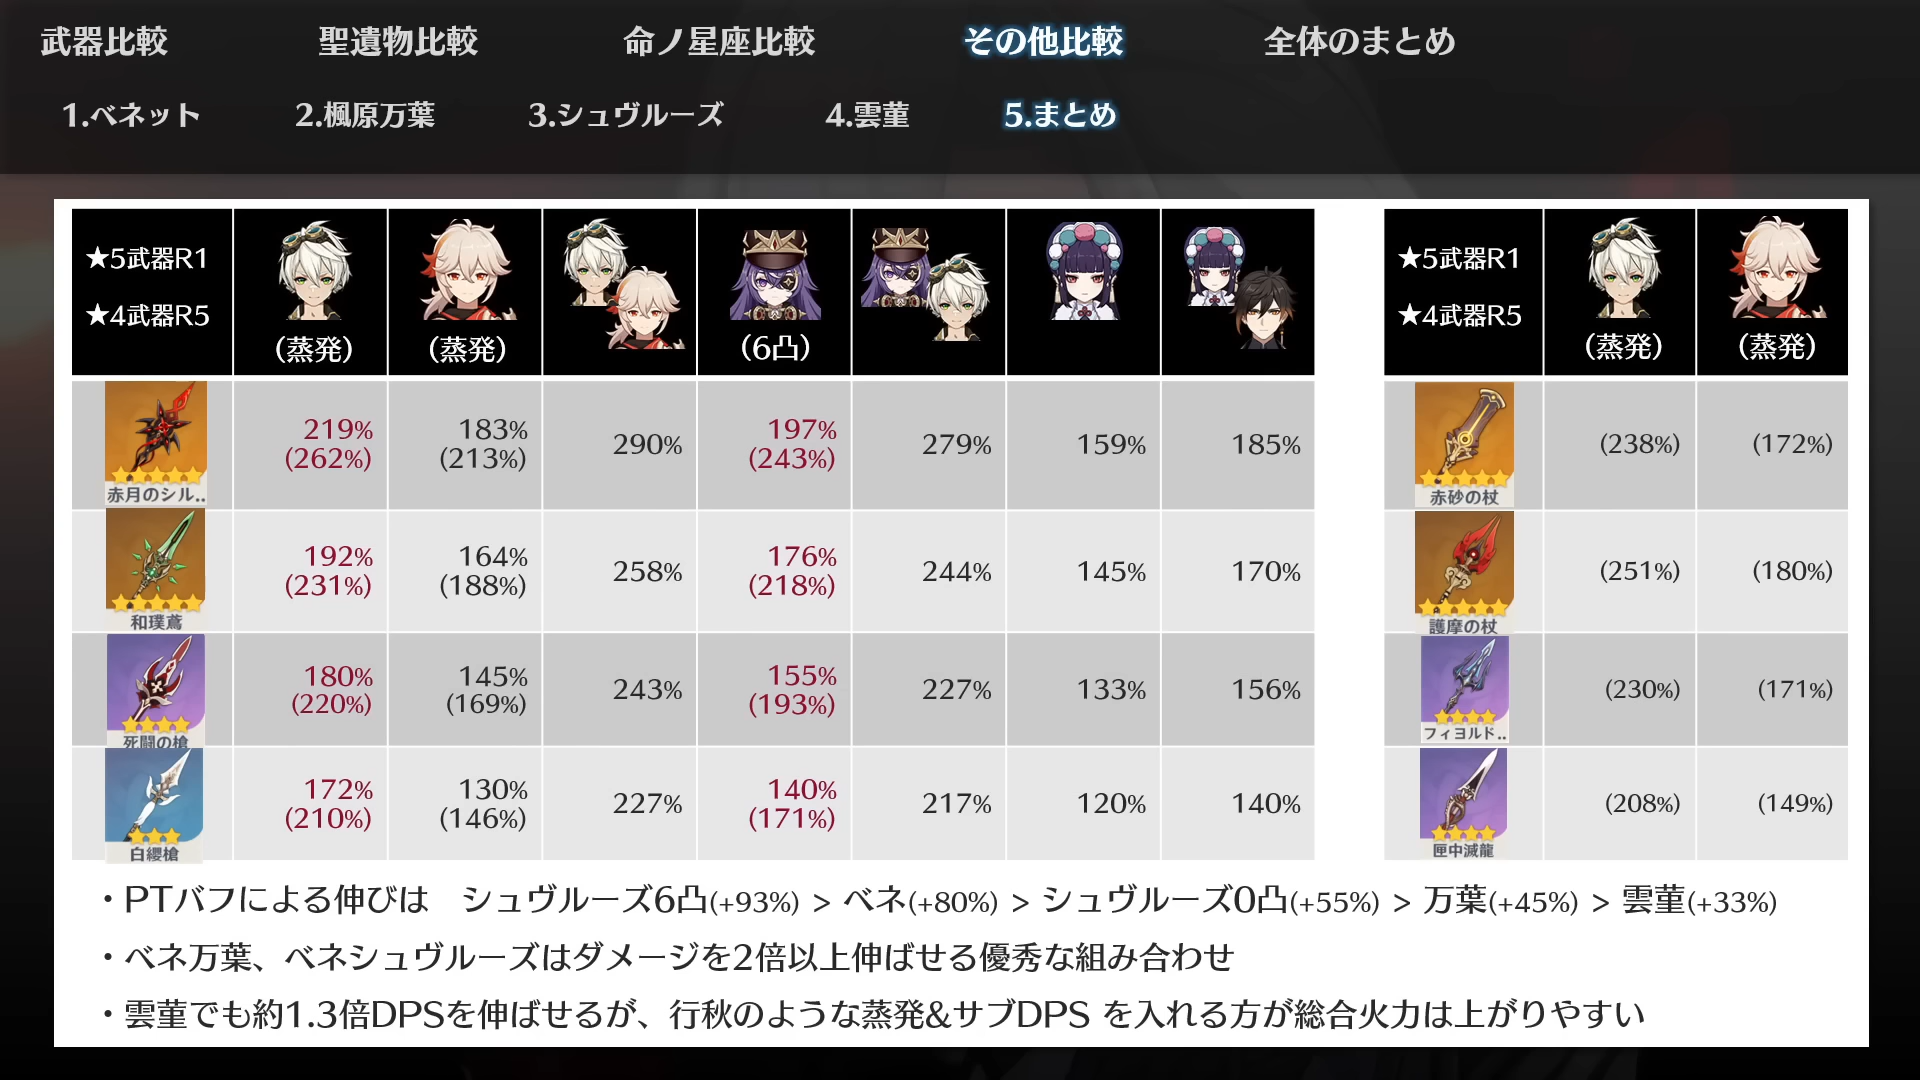 武器比較 聖遺物比較 命ノ星座比較 その他比較 全体のまとめ
1.ベネット 2.楓原万葉 3.シュヴルーズ 4.雲菫 5.まとめ
★5武器R1
★4武器R5
(蒸発) (蒸発) (6凸)
赤月のシル‥
219% 183% 290% 197% 279% 159% 185%
(262%) (213%) (243%)
和璞鳶
192% 164% 258% 176% 244% 145% 170%
(231%) (188%) (218%)
死闘の槍
180% 145% 243% 155% 227% 133% 156%
(220%) (169%) (193%)
白纓槍
172% 130% 227% 140% 217% 120% 140%
(210%) (146%) (171%)
★5武器R1
★4武器R5
(蒸発) (蒸発)
赤砂の杖 (238%) (172%)
護摩の杖 (251%) (180%)
フィヨルド‥ (230%) (171%)
匣中滅龍 (208%) (149%)
・PTバフによる伸びは　シュヴルーズ6凸(+93%) > ベネ(+80%) > シュヴルーズ0凸(+55%) > 万葉(+45%) > 雲菫(+33%)
・ベネ万葉、ベネシュヴルーズはダメージを2倍以上伸ばせる優秀な組み合わせ
・雲菫でも約1.3倍DPSを伸ばせるが、行秋のような蒸発&サブDPS を入れる方が総合火力は上がりやすい